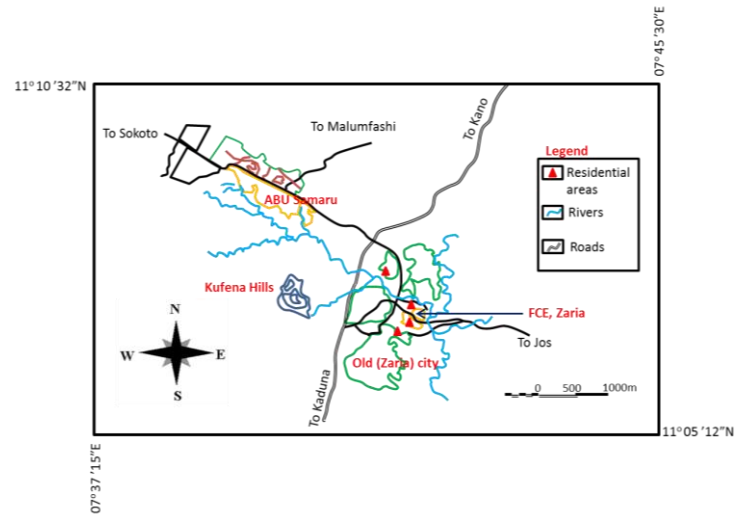 07° 45 ’30”E
11° 10 ’32”N
To Kano
To Sokoto
To Malumfashi
Legend
Residential
areas
Rivers
Roads
ABU Samaru
Kufena Hills
FCE, Zaria
N
W
E
S
To Jos
Old (Zaria) city
0 500 1000m
To Kaduna
11° 05 ’12”N
07° 37 ’15”E